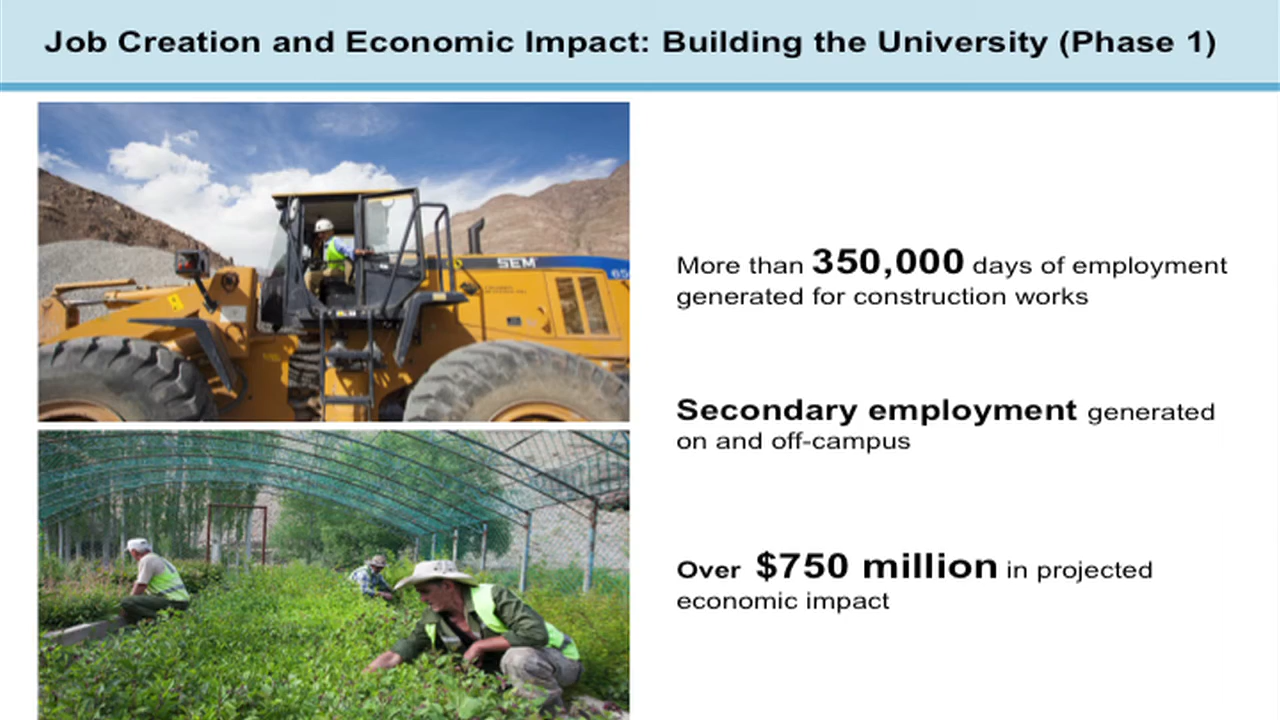 Job Creation and Economic Impact: Building the University (Phase 1)
SEM
65
More than 350,000 days of employment
generated for construction works
Secondary employment generated
on and off-campus
Over $750 million in projected
economic impact